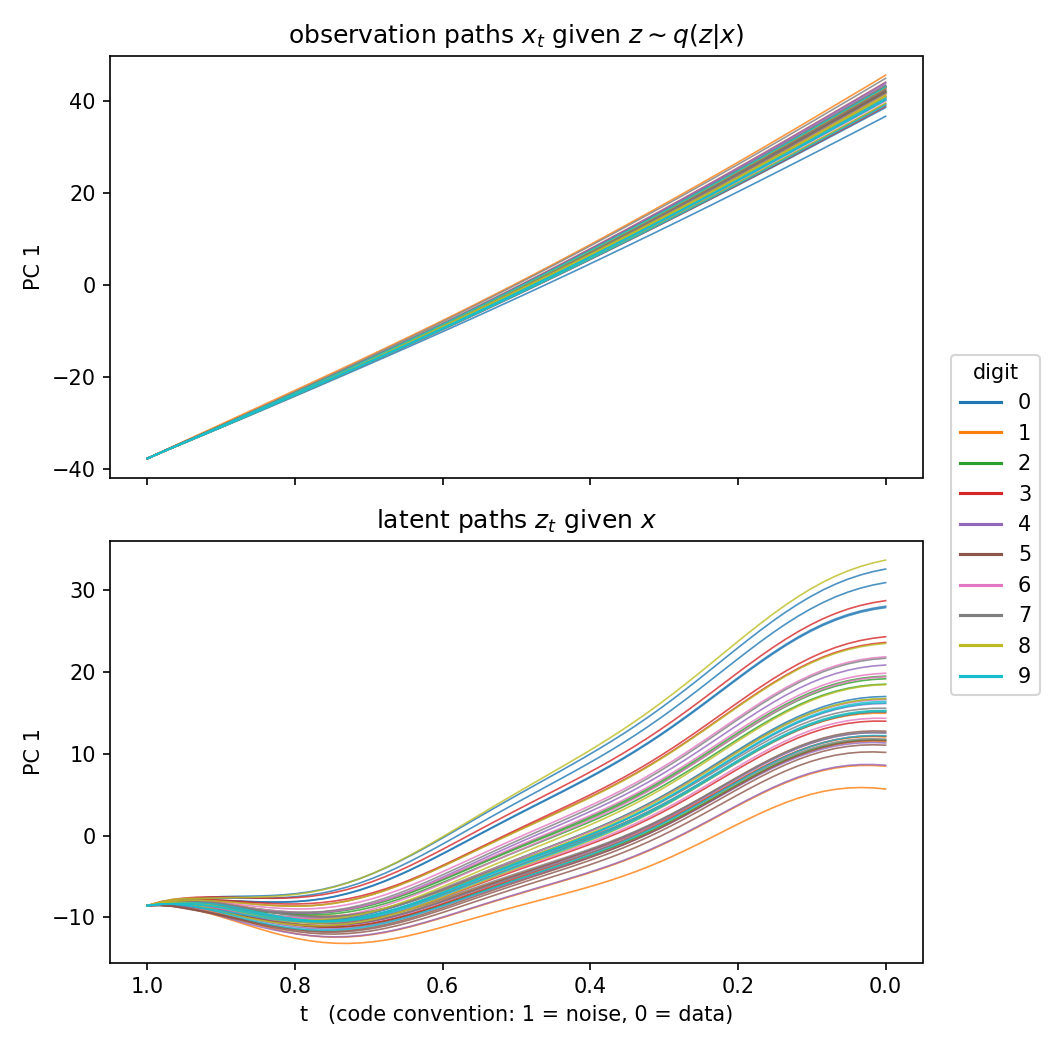 observation paths $x_t$ given $z \sim q(z|x)$
PC 1
40
20
0
−20
−40
latent paths $z_t$ given $x$
PC 1
30
20
10
0
−10
1.0 0.8 0.6 0.4 0.2 0.0
t (code convention: 1 = noise, 0 = data)
digit
0
1
2
3
4
5
6
7
8
9